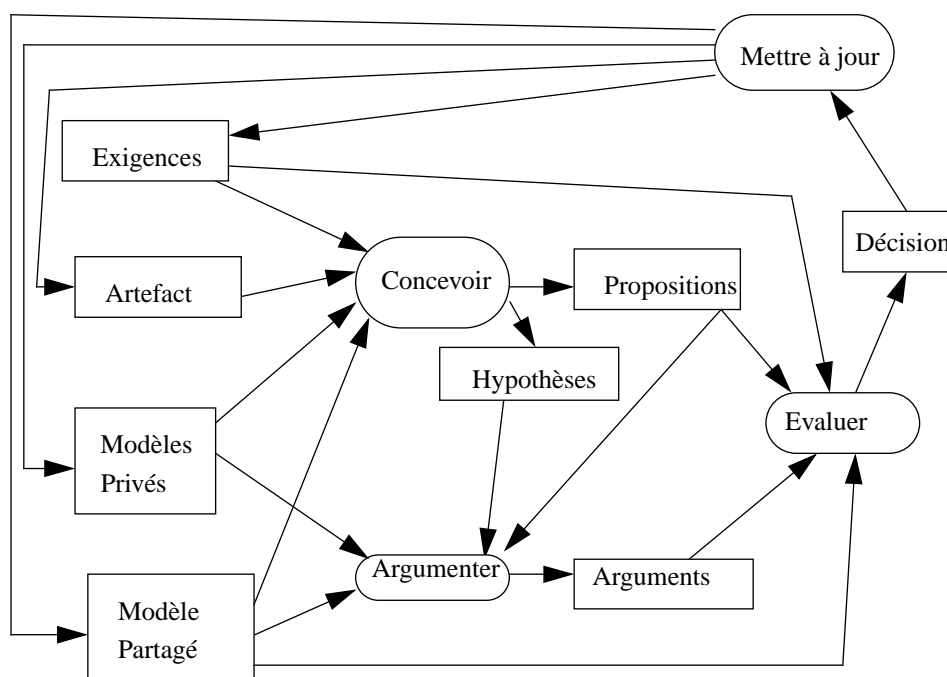 Mettre à jour
Exigences
Décision
Artefact
Concevoir
Propositions
Hypothèses
Evaluer
Modèles
Privés
Argumenter
Arguments
Modèle
Partagé